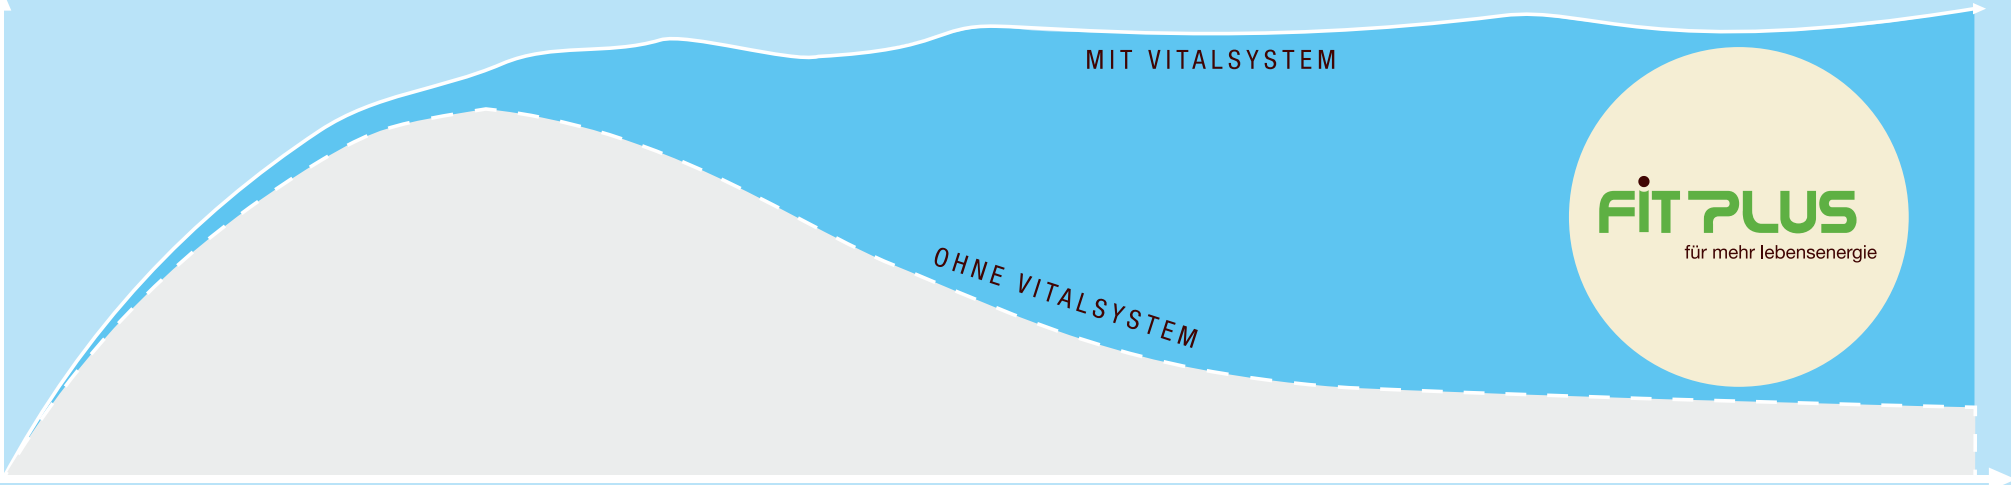 MIT VITALSYSTEM
OHNE VITALSYSTEM
FiT PLUS
für mehr lebensenergie